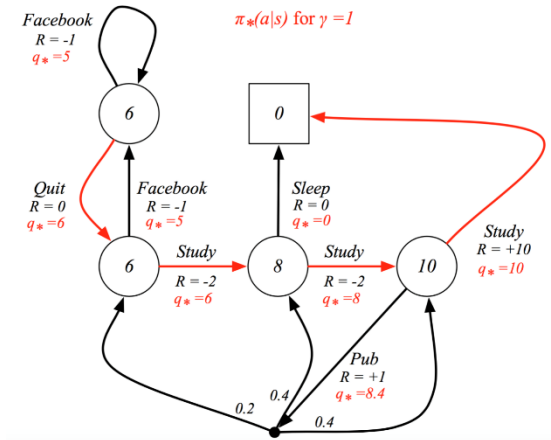 Facebook
R = -1
q* =5
π*(a|s) for γ =1
6
0
Quit
R = 0
q* =6
Facebook
R = -1
q* =5
Sleep
R = 0
q* =0
Study
R = +10
q* =10
6
Study
R = -2
q* =6
8
Study
R = -2
q* =8
10
Pub
R = +1
q* =8.4
0.2
0.4
0.4